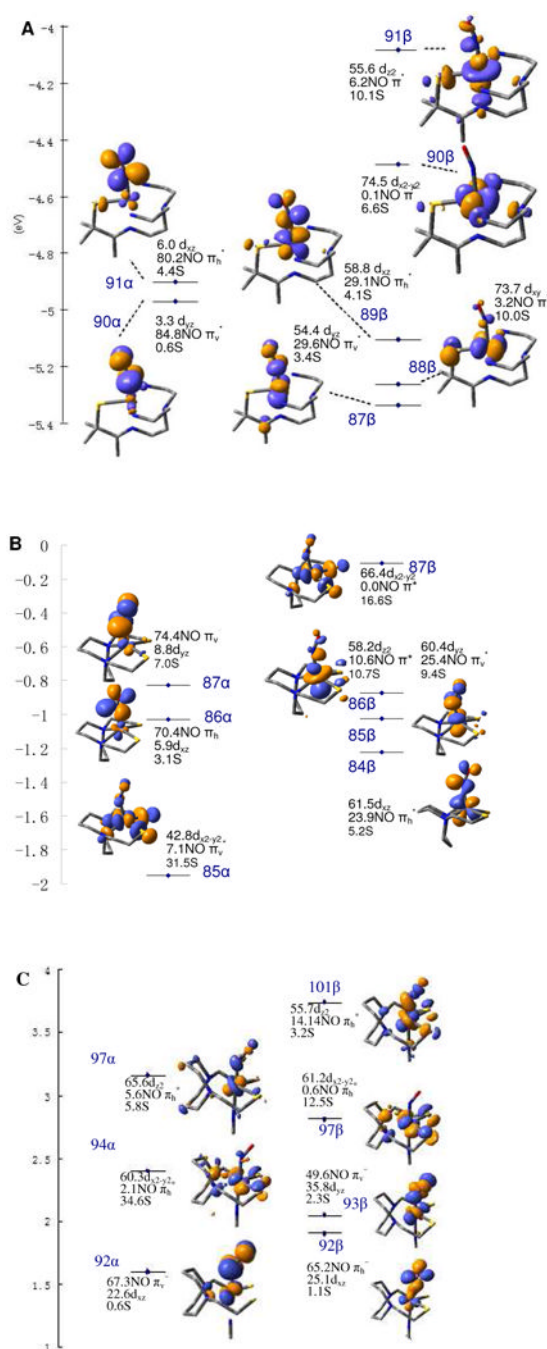 A
-4
-4.2
-4.4
-4.6
-4.8
-5
-5.2
-5.4
(eV)
91α
6.0 dxz
80.2NO πh*
4.4S
90α
3.3 dyz
84.8NO πv*
0.6S
91β
55.6 dz2
6.2NO π*
10.1S
90β
74.5 dx2-y2
0.1NO π*
6.6S
58.8 dxz
29.1NO πh*
4.1S
89β
73.7 dxy
3.2NO π*
10.0S
88β
54.4 dyz
29.6NO πv*
3.4S
87β
B
0
-0.2
-0.4
-0.6
-0.8
-1
-1.2
-1.4
-1.6
-1.8
-2
74.4NO πv
8.8dyz
7.0S
87α
86α
70.4NO πh
5.9dxz
3.1S
42.8dx2-y2
7.1NO πv
31.5S
85α
87β
66.4dx2-y2
0.0NO π*
16.6S
58.2dz2
10.6NO π*
10.7S
60.4dyz
25.4NO πv*
9.4S
86β
85β
84β
61.5dxz
23.9NO πh*
5.2S
C
4
3.5
3
2.5
2
1.5
1
97α
65.6dz2
5.6NO πh*
5.8S
94α
60.3dx2-y2
2.1NO πh
34.6S
92α
67.3NO πv*
22.6dxz
0.6S
101β
55.7dz2
14.14NO πh*
3.2S
61.2dx2-y2
0.6NO πh
12.5S
97β
49.6NO πv*
35.8dyz
2.3S
93β
92β
65.2NO πh*
25.1dxz
1.1S